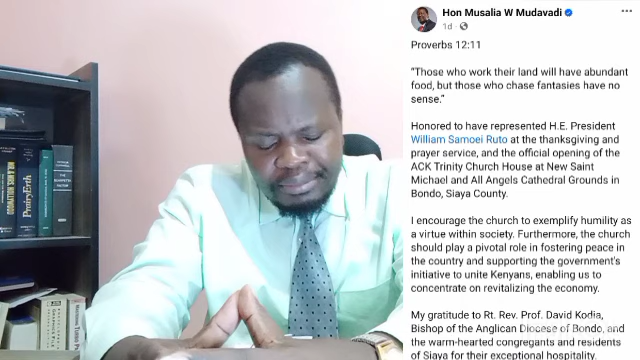 Hon Musalia W Mudavadi
1d
Proverbs 12:11
“Those who work their land will have abundant
food, but those who chase fantasies have no
sense.”
Honored to have represented H.E. President
William Samoei Ruto at the thanksgiving and
prayer service, and the official opening of the
ACK Trinity Church House at New Saint
Michael and All Angels Cathedral Grounds in
Bondo, Siaya County.
I encourage the church to exemplify humility as
a virtue within society. Furthermore, the church
should play a pivotal role in fostering peace in
the country and supporting the government's
initiative to unite Kenyans, enabling us to
concentrate on revitalizing the economy.
My gratitude to Rt. Rev. Prof. David Kodia,
Bishop of the Anglican Diocese of Bondo, and
the warm-hearted congregants and residents
of Siaya for their exceptional hospitality.